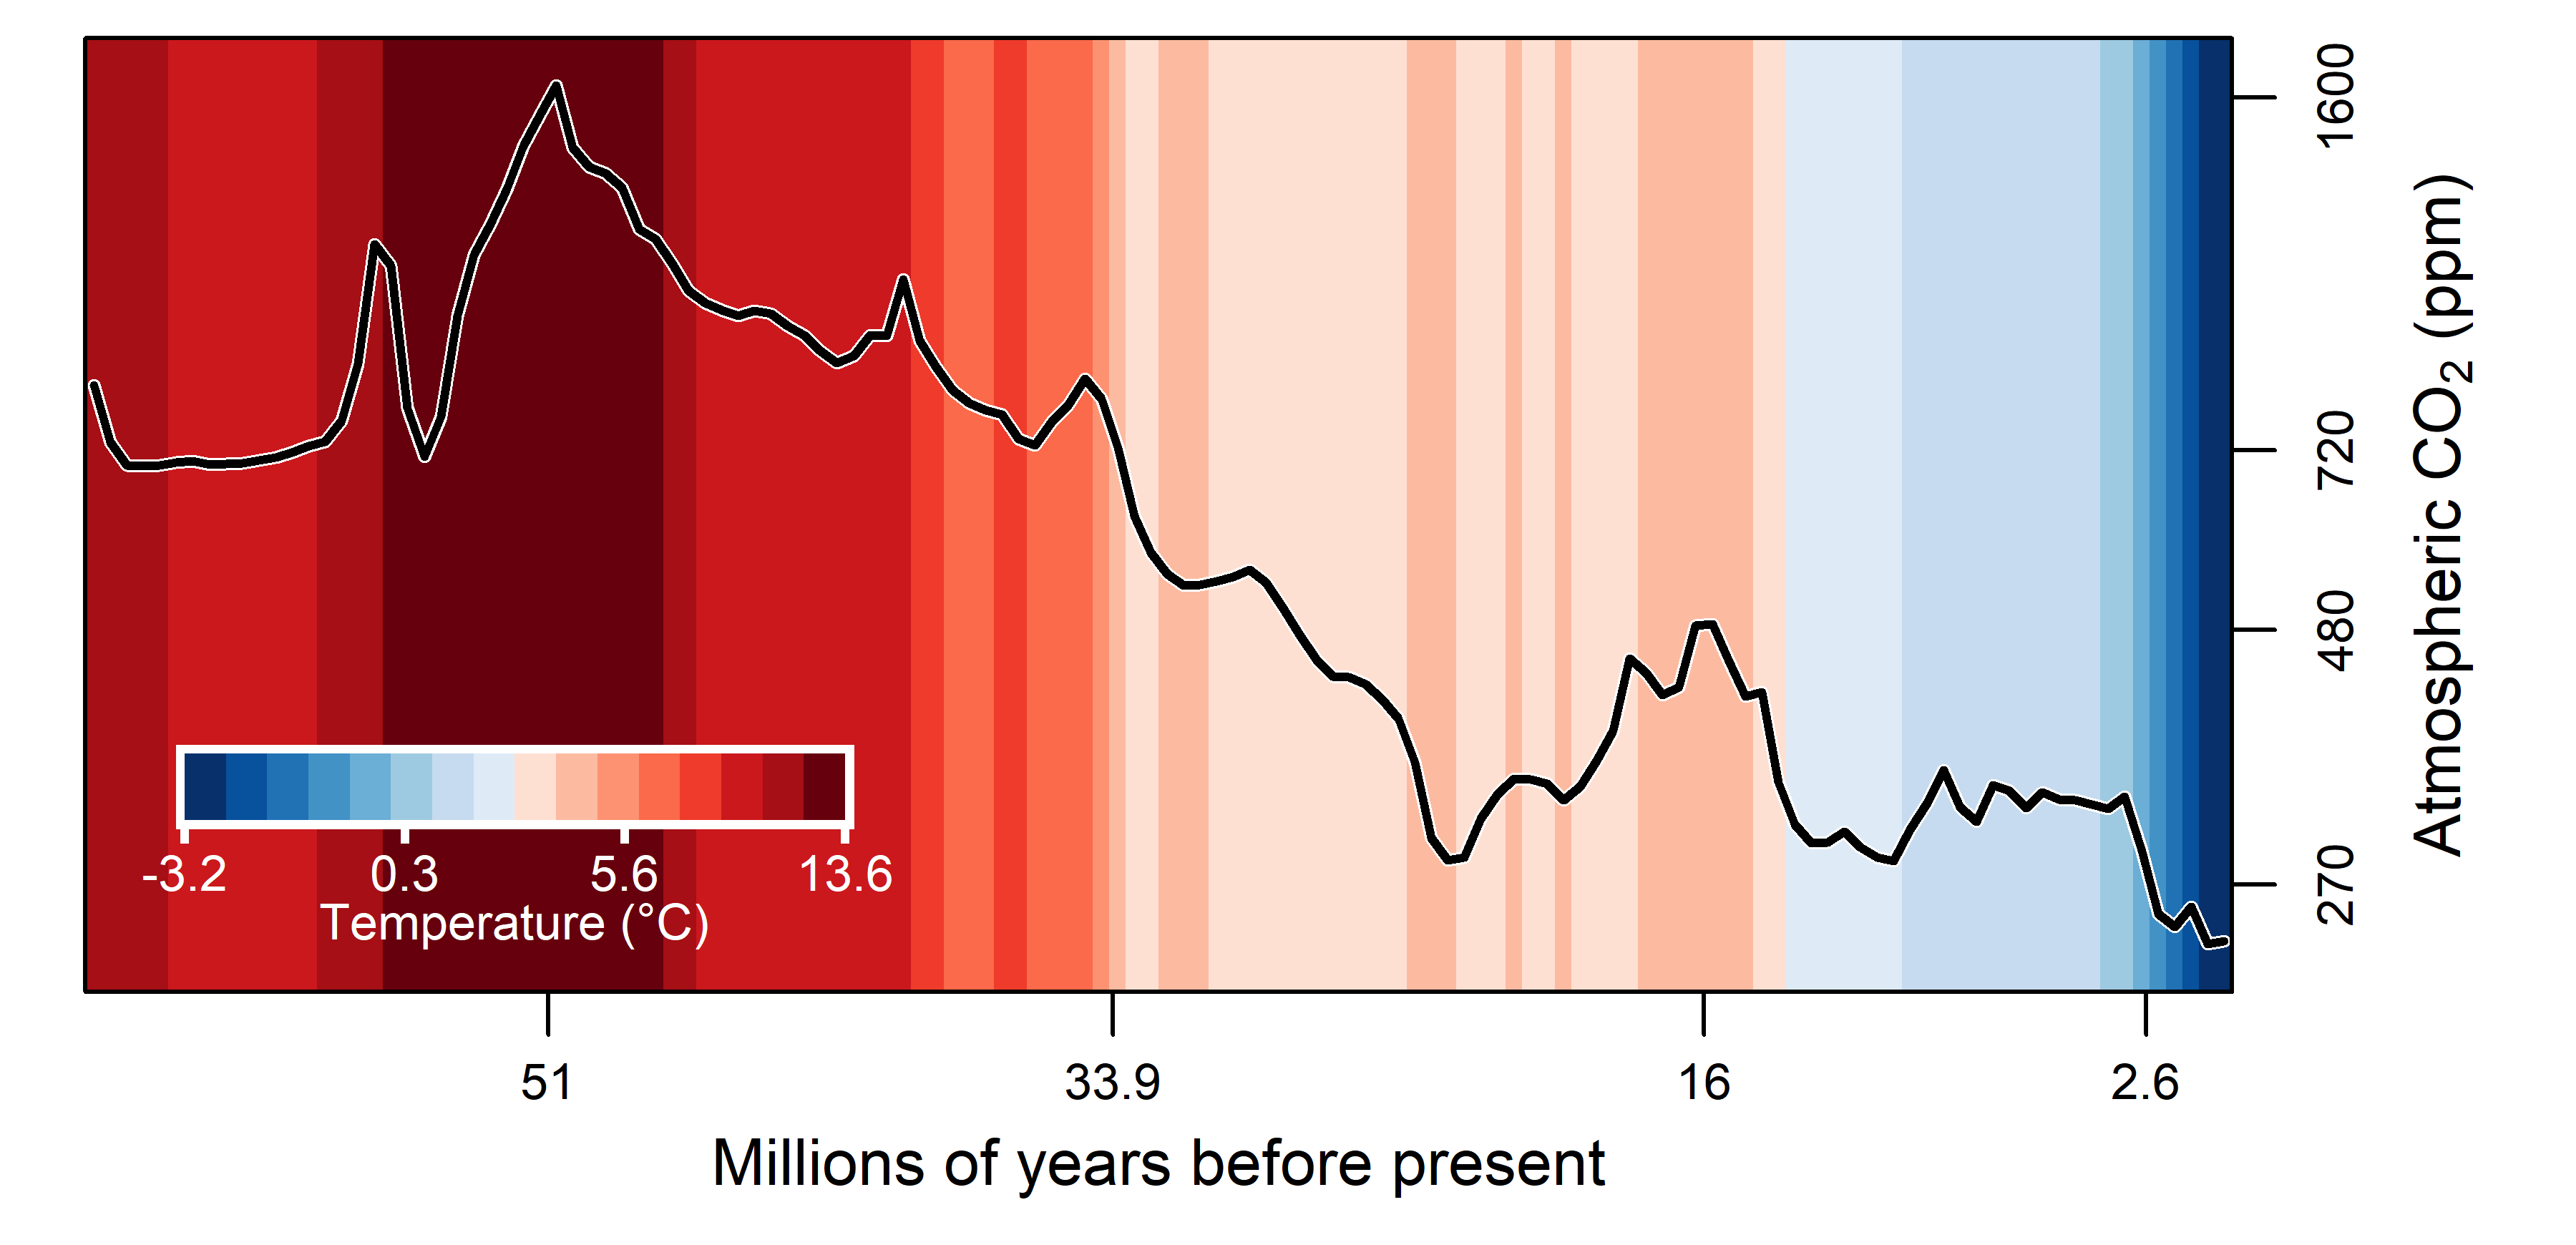 1600
720
480
270
Atmospheric CO₂ (ppm)
-3.2 0.3 5.6 13.6
Temperature (°C)
51 33.9 16 2.6
Millions of years before present